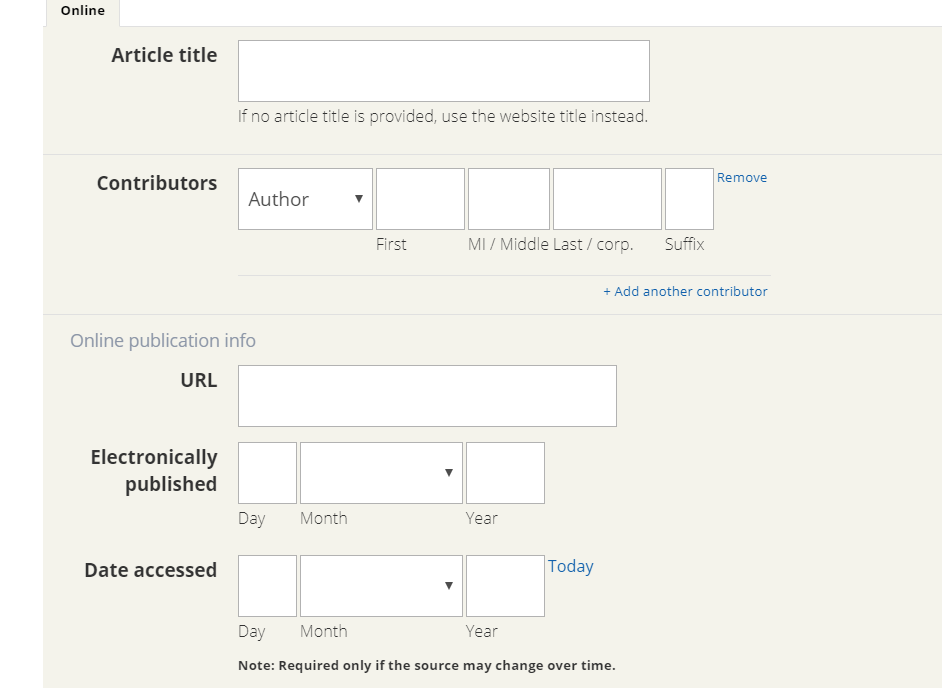 Online
Article title
If no article title is provided, use the website title instead.
Contributors
Author ▼
Remove
First MI / Middle Last / corp. Suffix
+ Add another contributor
Online publication info
URL
Electronically
published
▼
Day Month Year
Date accessed
▼
Today
Day Month Year
Note: Required only if the source may change over time.